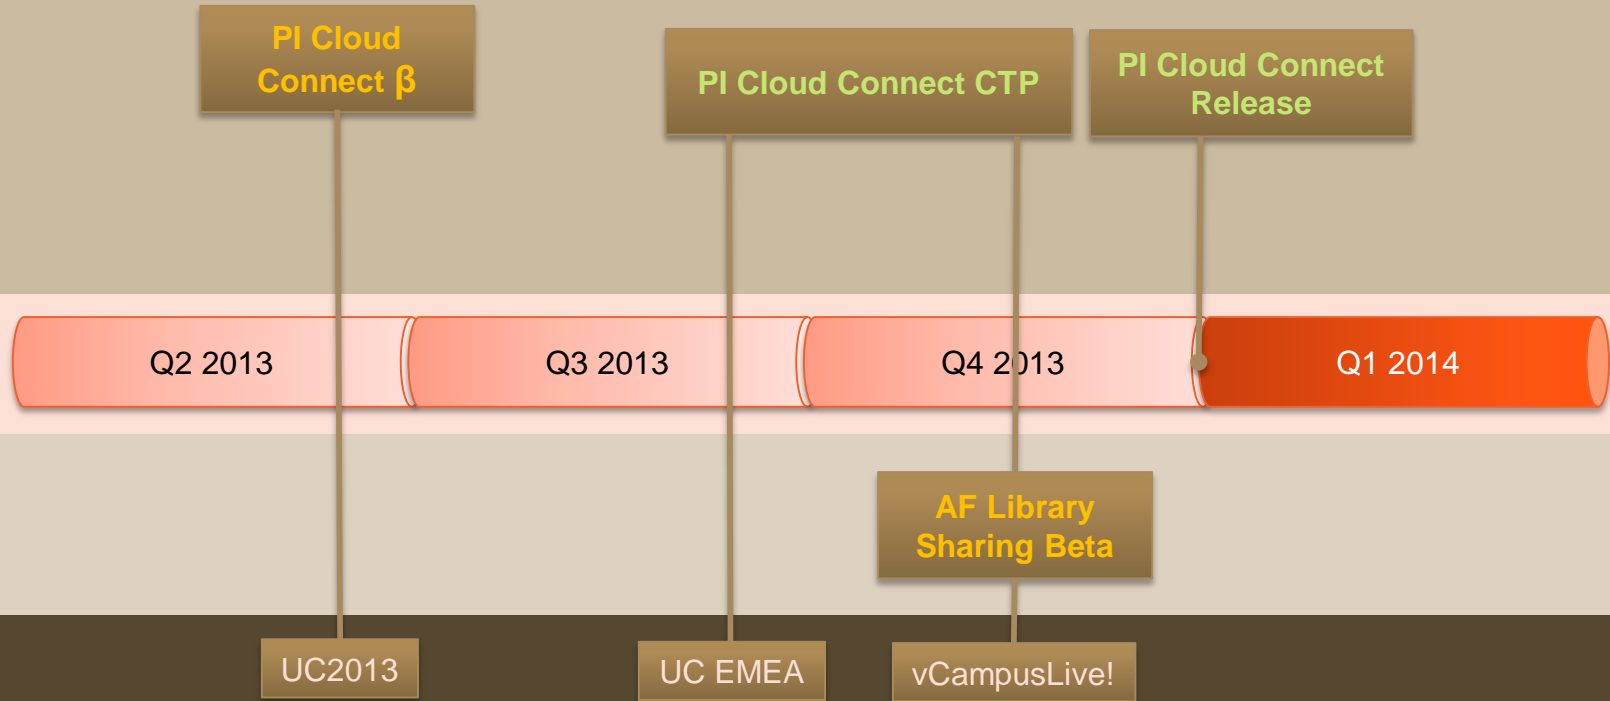 PI Cloud
Connect β
PI Cloud Connect CTP
PI Cloud Connect
Release
Q2 2013
Q3 2013
Q4 2013
Q1 2014
AF Library
Sharing Beta
UC2013
UC EMEA
vCampusLive!